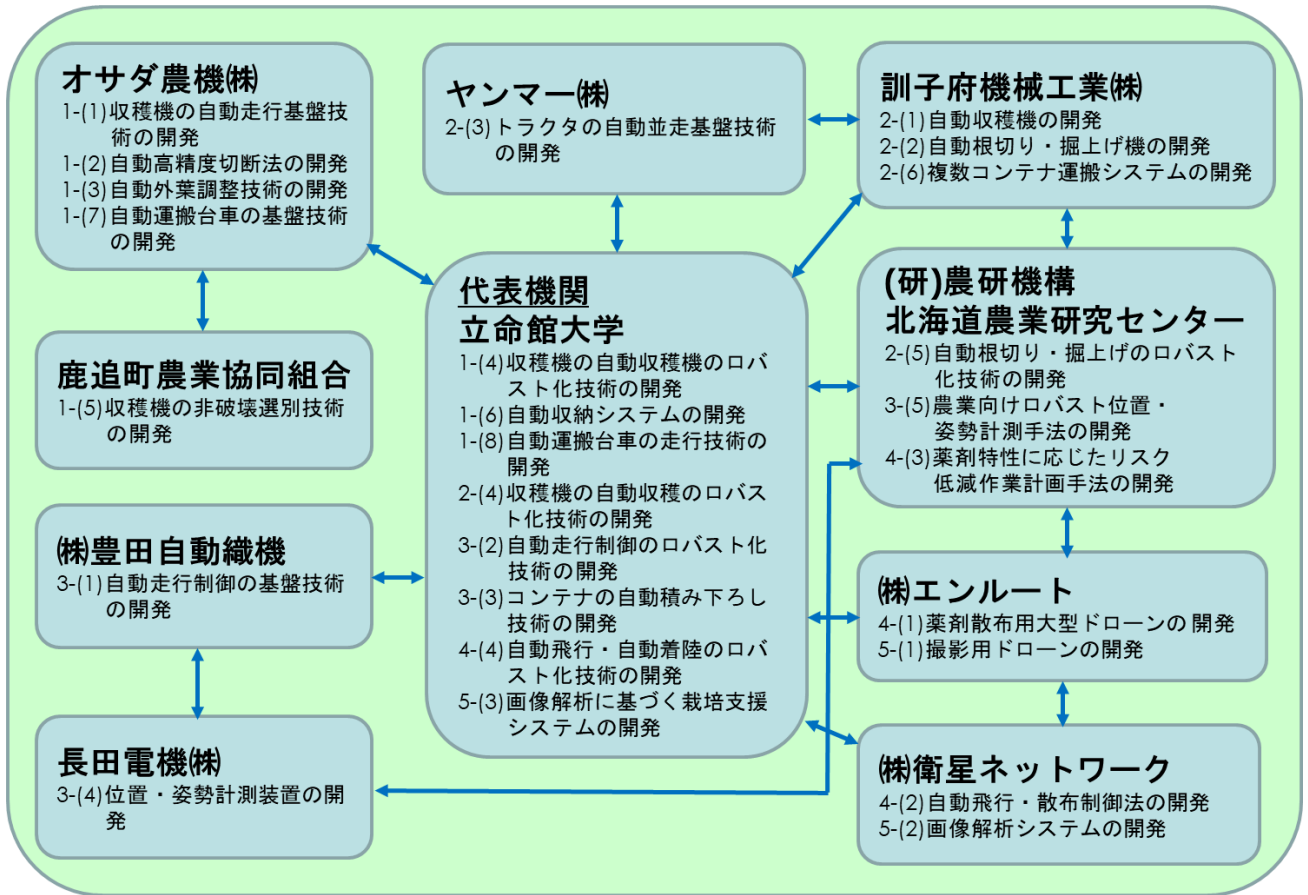 オサダ農機㈱
1-(1)収穫機の自動走行基盤技
術の開発
1-(2)自動高精度切断法の開発
1-(3)自動外葉調整技術の開発
1-(7)自動運搬台車の基盤技術
の開発
ヤンマー㈱
2-(3)トラクタの自動並走基盤技術
の開発
訓子府機械工業㈱
2-(1)自動収穫機の開発
2-(2)自動根切り・掘上げ機の開発
2-(6)複数コンテナ運搬システムの開発
鹿追町農業協同組合
1-(5)収穫機の非破壊選別技術
の開発
代表機関
立命館大学
1-(4)収穫機の自動収穫機のロバ
スト化技術の開発
1-(6)自動収納システムの開発
1-(8)自動運搬台車の走行技術の
開発
2-(4)収穫機の自動収穫のロバス
ト化技術の開発
3-(2)自動走行制御のロバスト化
技術の開発
3-(3)コンテナの自動積み下ろし
技術の開発
4-(4)自動飛行・自動着陸のロバ
スト化技術の開発
5-(3)画像解析に基づく栽培支援
システムの開発
(研)農研機構
北海道農業研究センター
2-(5)自動根切り・掘上げのロバスト
化技術の開発
3-(5)農業向けロバスト位置・
姿勢計測手法の開発
4-(3)薬剤特性に応じたリスク
低減作業計画手法の開発
㈱豊田自動織機
3-(1)自動走行制御の基盤技術
の開発
㈱エンルート
4-(1)薬剤散布用大型ドローンの 開発
5-(1)撮影用ドローンの開発
長田電機㈱
3-(4)位置・姿勢計測装置の開
発
㈱衛星ネットワーク
4-(2)自動飛行・散布制御法の開発
5-(2)画像解析システムの開発